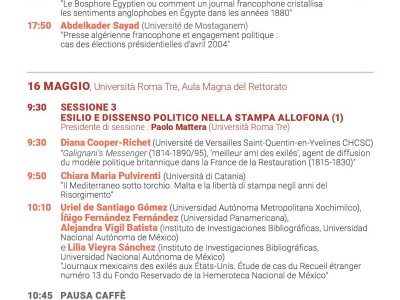 "Le Bosphore Égyptien ou comment un journal francophone cristallisa
les sentiments anglophobes en Égypte dans les années 1880"
17:50 Abdelkader Sayad (Université de Mostaganem)
"Presse algérienne francophone et engagement politique :
cas des élections présidentielles d'avril 2004"
16 MAGGIO, Università Roma Tre, Aula Magna del Rettorato
9:30 SESSIONE 3
ESILIO E DISSENSO POLITICO NELLA STAMPA ALLOFONA (1)
Presidente di sessione : Paolo Mattera (Università Roma Tre)
9:30 Diana Cooper-Richet (Université de Versailles Saint-Quentin-en-Yvelines CHCSC)
"Galignani's Messenger (1814-1890/95), 'meilleur ami des exilés', agent de diffusion
du modèle politique britannique dans la France de la Restauration (1815-1830)"
9:50 Chiara Maria Pulvirenti (Università di Catania)
"Il Mediterraneo sotto torchio. Malta e la libertà di stampa negli anni del
Risorgimento"
10:10 Uriel de Santiago Gómez (Universidad Autónoma Metropolitana Xochimilco),
Íñigo Fernández Fernández (Universidad Panamericana),
Alejandra Vigil Batista (Instituto de Investigaciones Bibliográficas, Universidad
Nacional Autónoma de México)
e Lilia Vieyra Sánchez (Instituto de Investigaciones Bibliográficas,
Universidad Nacional Autónoma de México)
"Journaux mexicains des exilés aux États-Unis. Étude de cas du Recueil étranger
numéro 13 du Fondo Reservado de la Hemeroteca Nacional de México"
10:45 PAUSA CAFFÈ